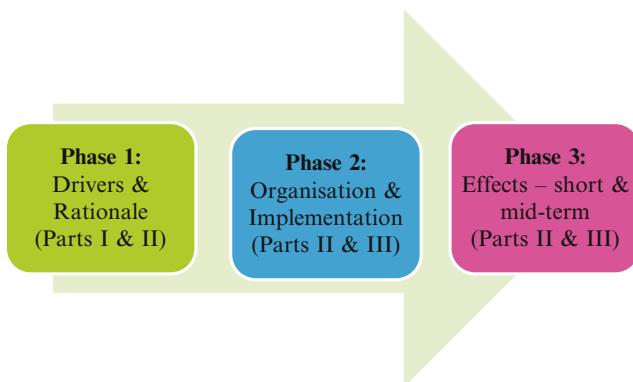 Phase 1:
Drivers &
Rationale
(Parts I & II)
Phase 2:
Organisation &
Implementation
(Parts II & III)
Phase 3:
Effects – short &
mid-term
(Parts II & III)